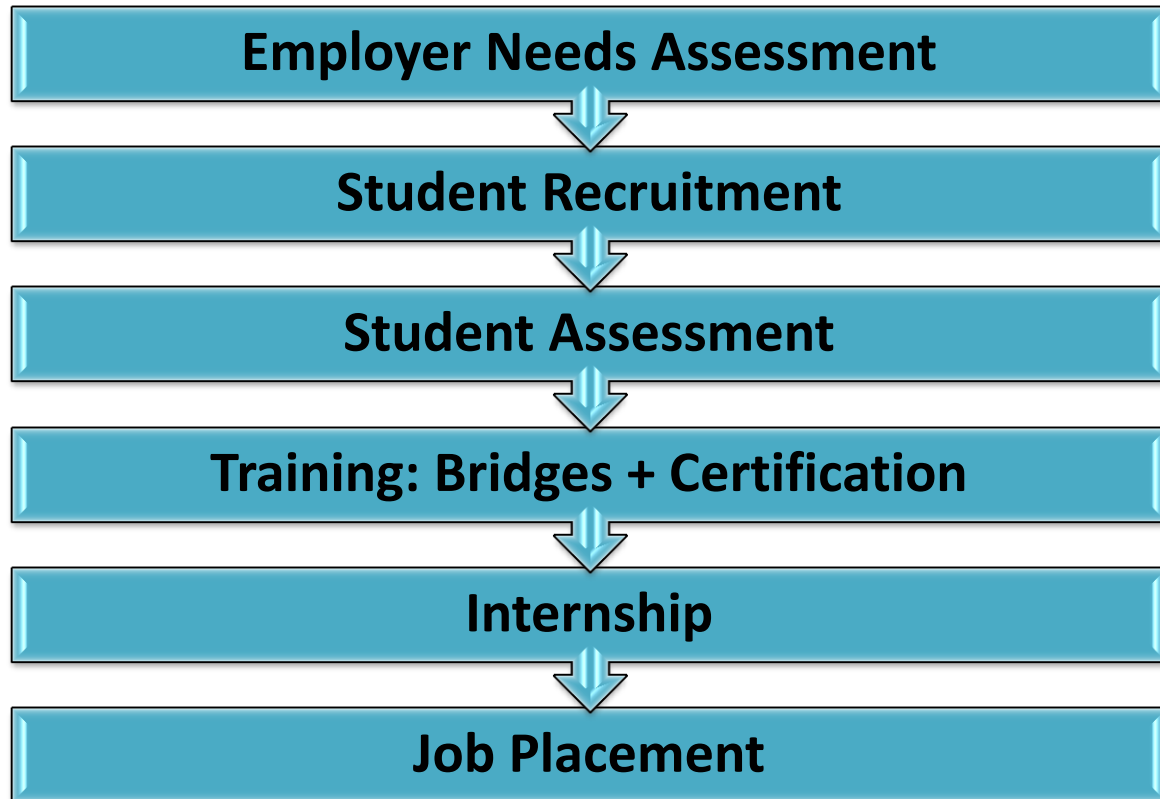 Employer Needs Assessment
Student Recruitment
Student Assessment
Training: Bridges + Certification
Internship
Job Placement